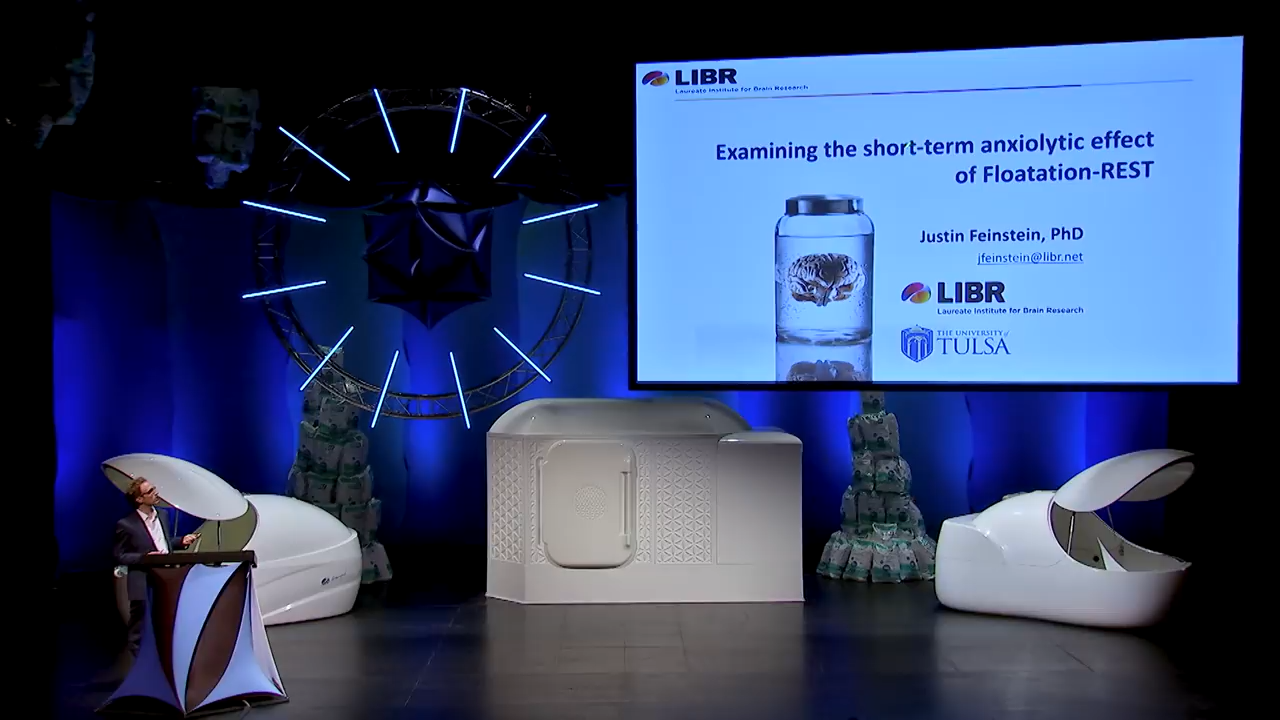 LIBR
Laureate Institute for Brain Research
Examining the short-term anxiolytic effect
of Floatation-REST
Justin Feinstein, PhD
jfeinstein@libr.net
LIBR
Laureate Institute for Brain Research
THE UNIVERSITY of
TULSA